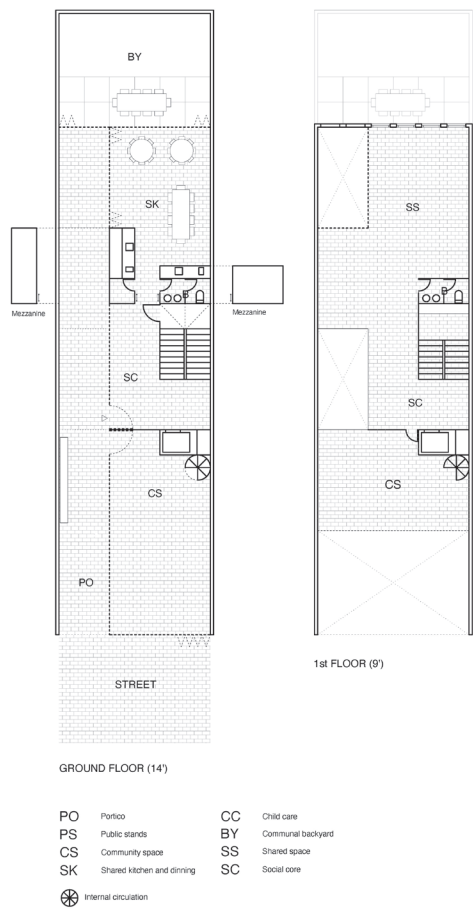 BY
SK
Mezzanine
Mezzanine
SC
CS
PO
STREET
GROUND FLOOR (14')
SS
SC
CS
1st FLOOR (9')
PO Portico
PS Public stands
CS Community space
SK Shared kitchen and dinning
CC Child care
BY Communal backyard
SS Shared space
SC Social core
Internal circulation